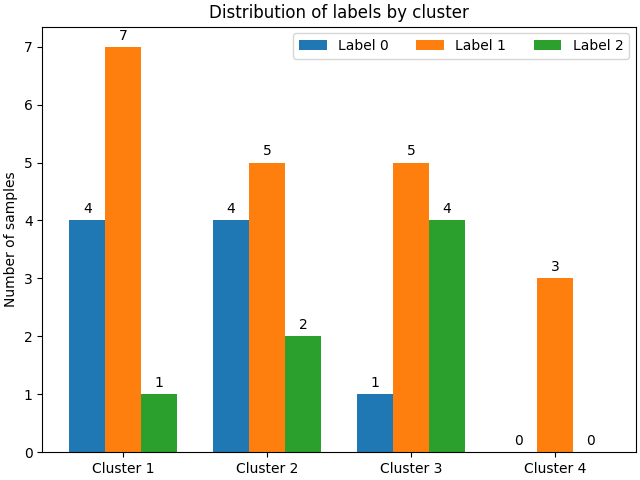 Distribution of labels by cluster
Label 0 Label 1 Label 2
Number of samples
7
6
5
4
3
2
1
0
4 7 1
4 5 2
1 5 4
0 3 0
Cluster 1 Cluster 2 Cluster 3 Cluster 4